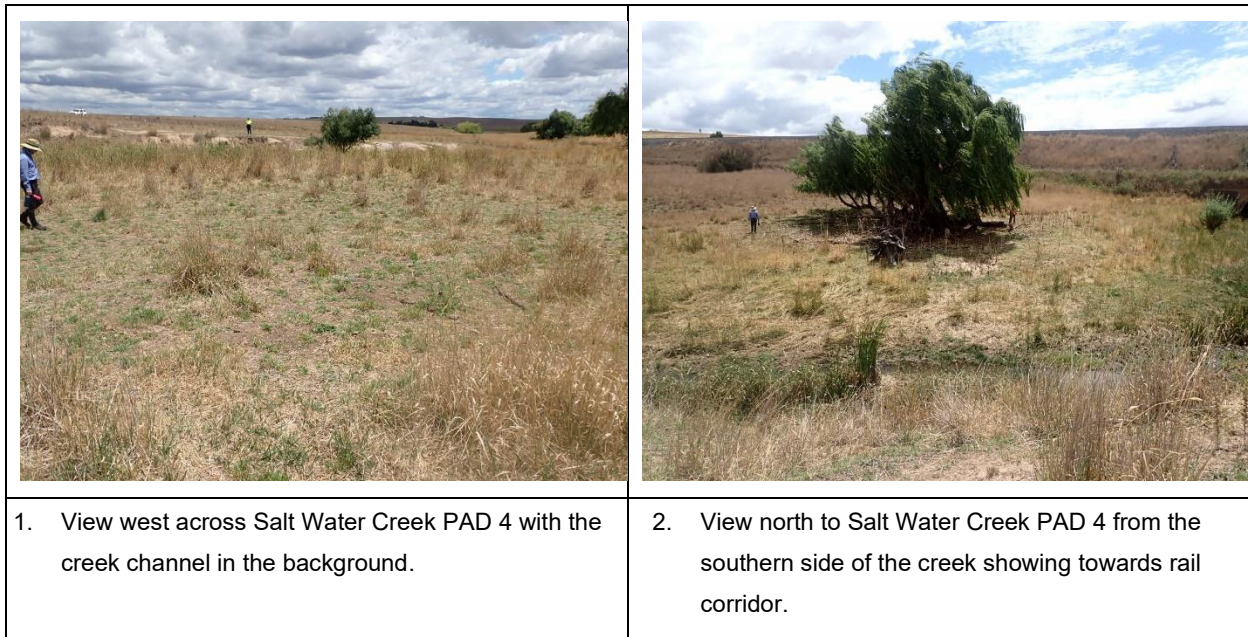 1. View west across Salt Water Creek PAD 4 with the
creek channel in the background.
2. View north to Salt Water Creek PAD 4 from the
southern side of the creek showing towards rail
corridor.